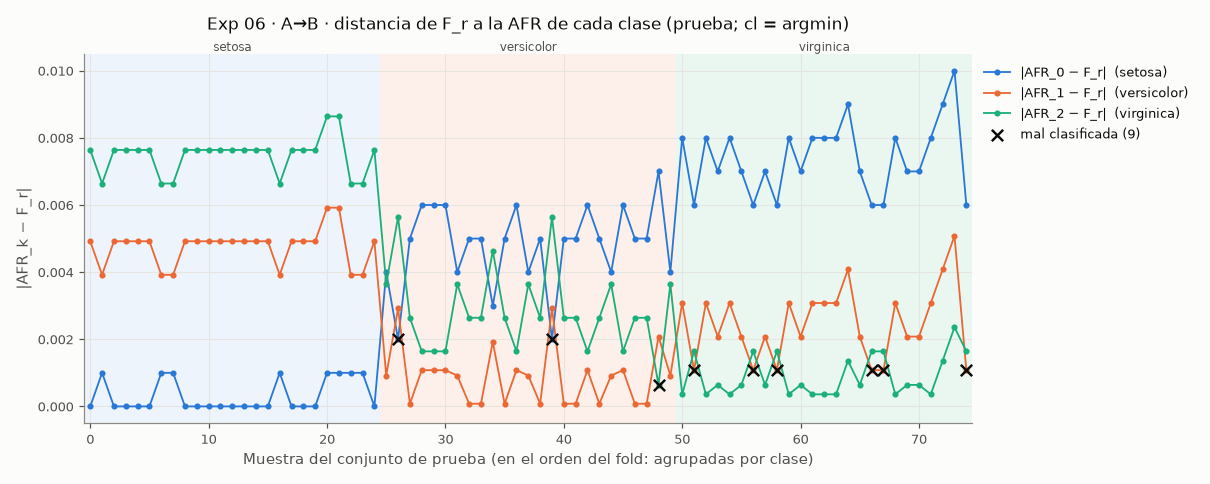 Exp 06 · A→B · distancia de F_r a la AFR de cada clase (prueba; cl = argmin)
setosa versicolor virginica
|AFR_0 − F_r| (setosa)
|AFR_1 − F_r| (versicolor)
|AFR_2 − F_r| (virginica)
mal clasificada (9)
|AFR_k − F_r|
0.010
0.008
0.006
0.004
0.002
0.000
0 10 20 30 40 50 60 70
Muestra del conjunto de prueba (en el orden del fold: agrupadas por clase)